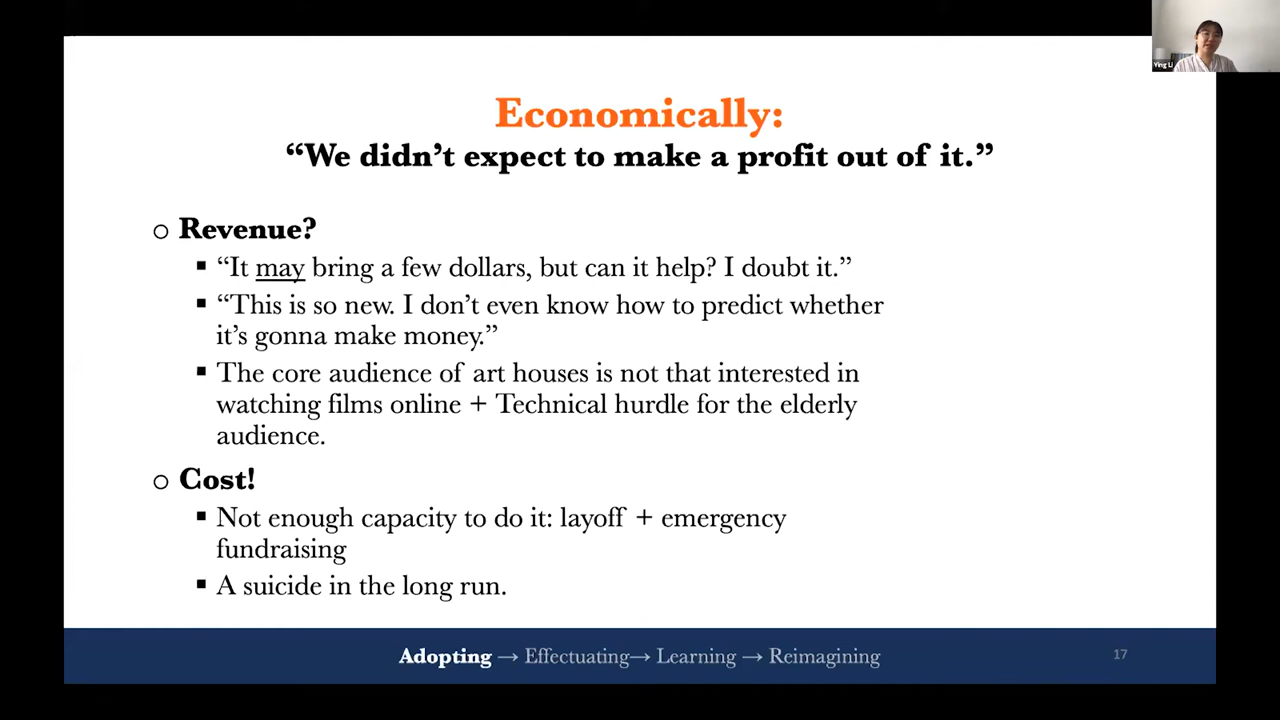 Ying Li
Economically:
“We didn’t expect to make a profit out of it.”
Revenue?
“It may bring a few dollars, but can it help? I doubt it.”
“This is so new. I don’t even know how to predict whether
it’s gonna make money.”
The core audience of art houses is not that interested in
watching films online + Technical hurdle for the elderly
audience.
Cost!
Not enough capacity to do it: layoff + emergency
fundraising
A suicide in the long run.
Adopting → Effectuating→ Learning → Reimagining
17